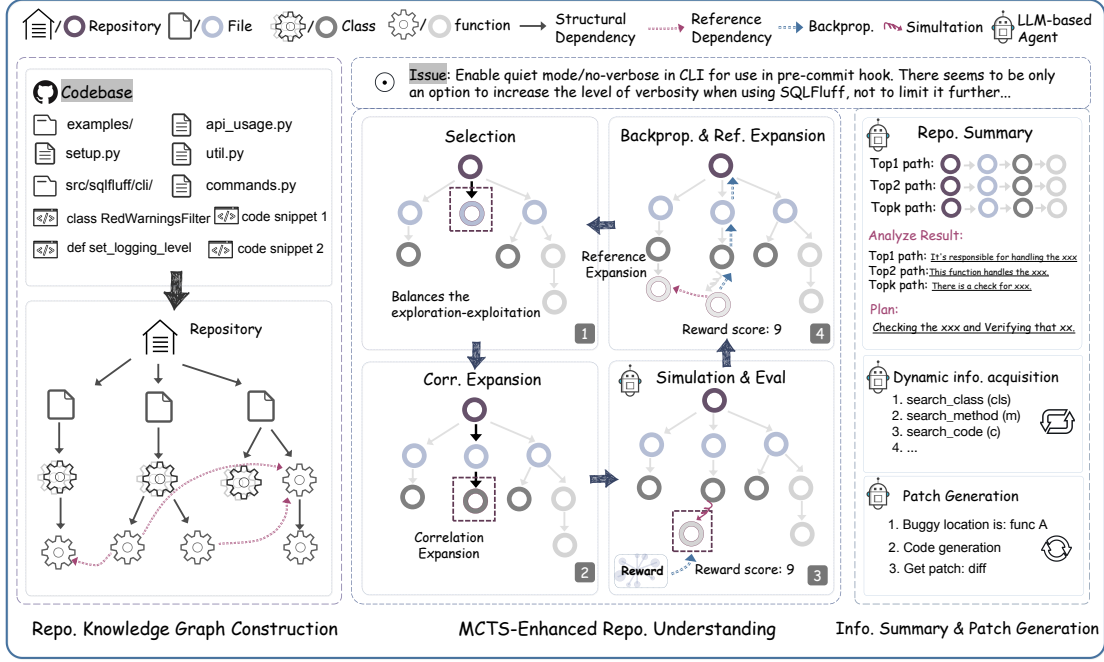 / Repository / File / Class / function Structural Dependency Reference Dependency Backprop. Simultation LLM-based Agent
Codebase
examples/ api_usage.py
setup.py util.py
src/sqlfluff/cli/ commands.py
class RedWarningsFilter code snippet 1
def set_logging_level code snippet 2
Repository
Repo. Knowledge Graph Construction
Issue: Enable quiet mode/no-verbose in CLI for use in pre-commit hook. There seems to be only
an option to increase the level of verbosity when using SQLFluff, not to limit it further...
Selection
Balances the
exploration-exploitation
1
Corr. Expansion
Correlation
Expansion
2
Simulation & Eval
Reward
Reward score: 9
3
Backprop. & Ref. Expansion
Reference
Expansion
Reward score: 9
4
MCTS-Enhanced Repo. Understanding
Repo. Summary
Top1 path:
Top2 path:
Topk path:
Analyze Result:
Top1 path: It's responsible for handling the xxx
Top2 path:This function handles the xxx.
Topk path: There is a check for xxx.
Plan:
Checking the xxx and Verifying that xx.
Dynamic info. acquisition
1. search_class (cls)
2. search_method (m)
3. search_code (c)
4. ...
Patch Generation
1. Buggy location is: func A
2. Code generation
3. Get patch: diff
Info. Summary & Patch Generation